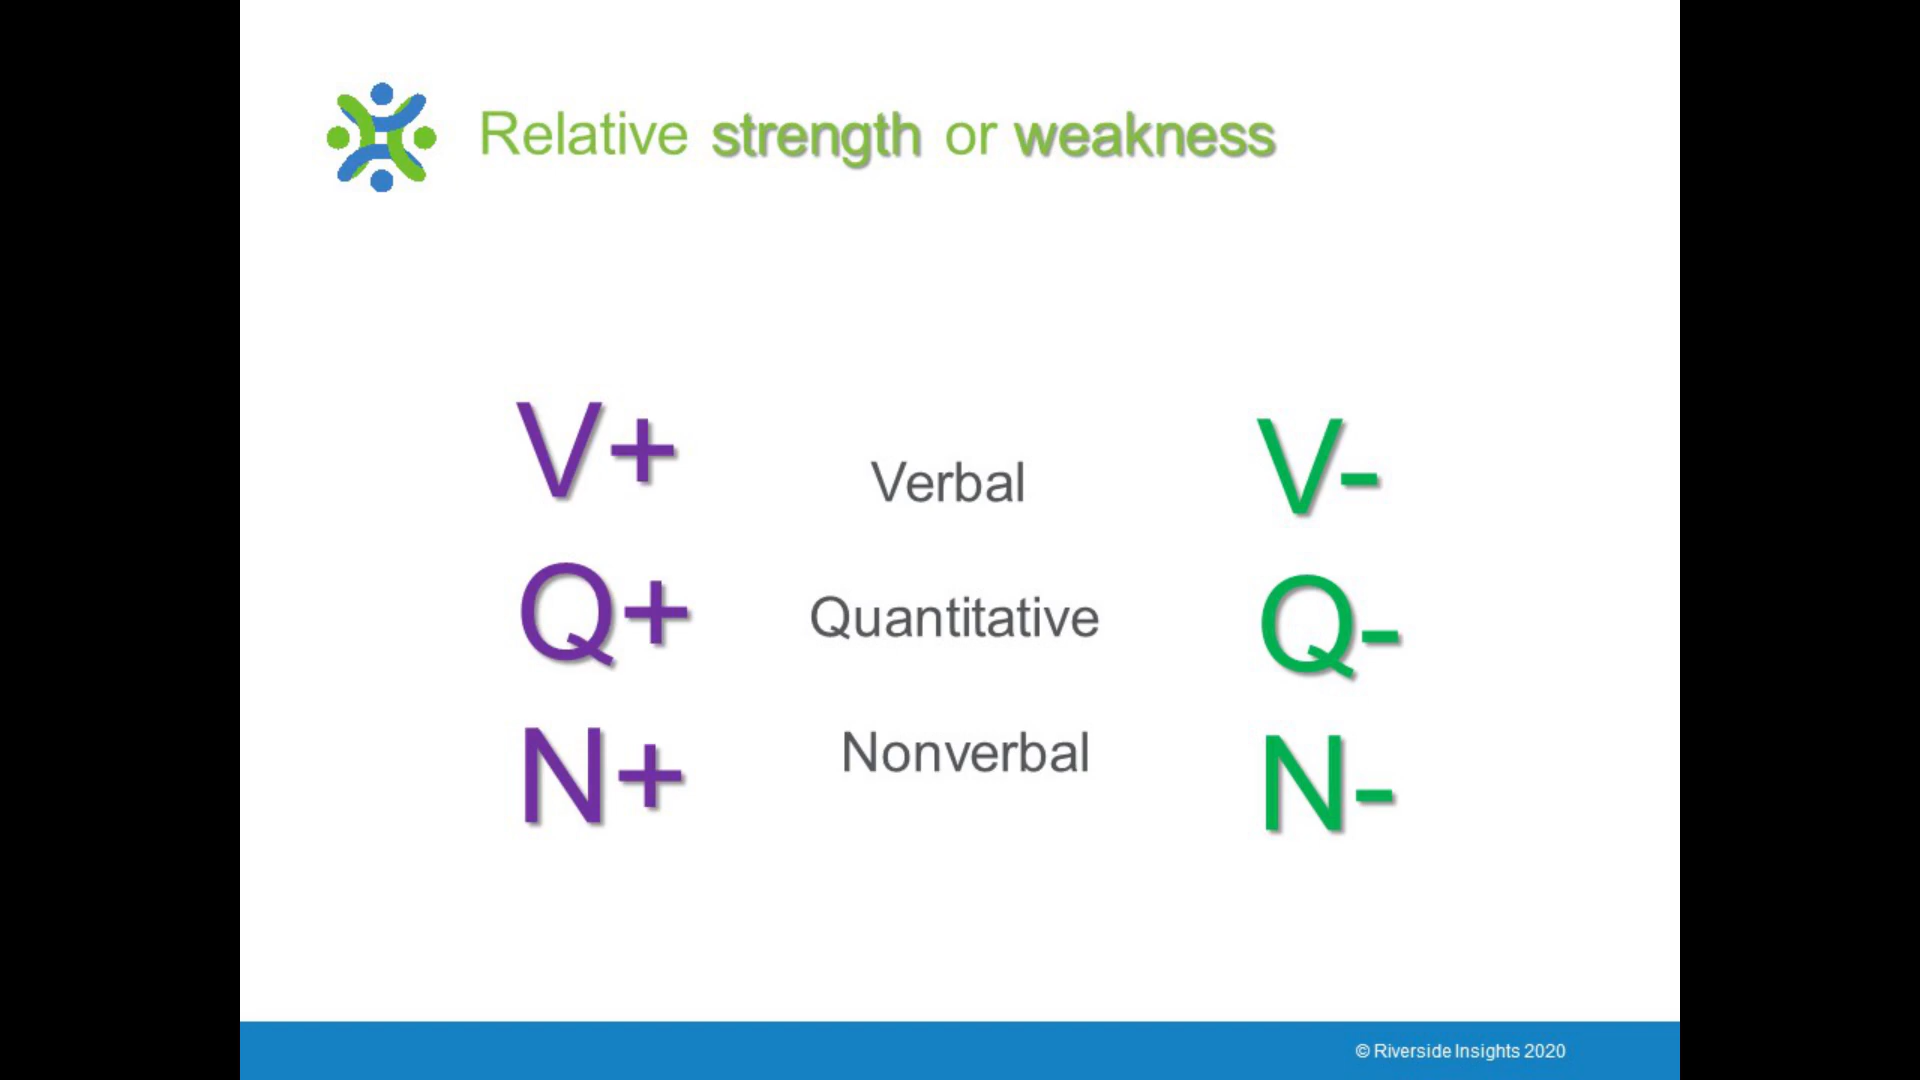 Relative strength or weakness
V+ Verbal V-
Q+ Quantitative Q-
N+ Nonverbal N-
© Riverside Insights 2020